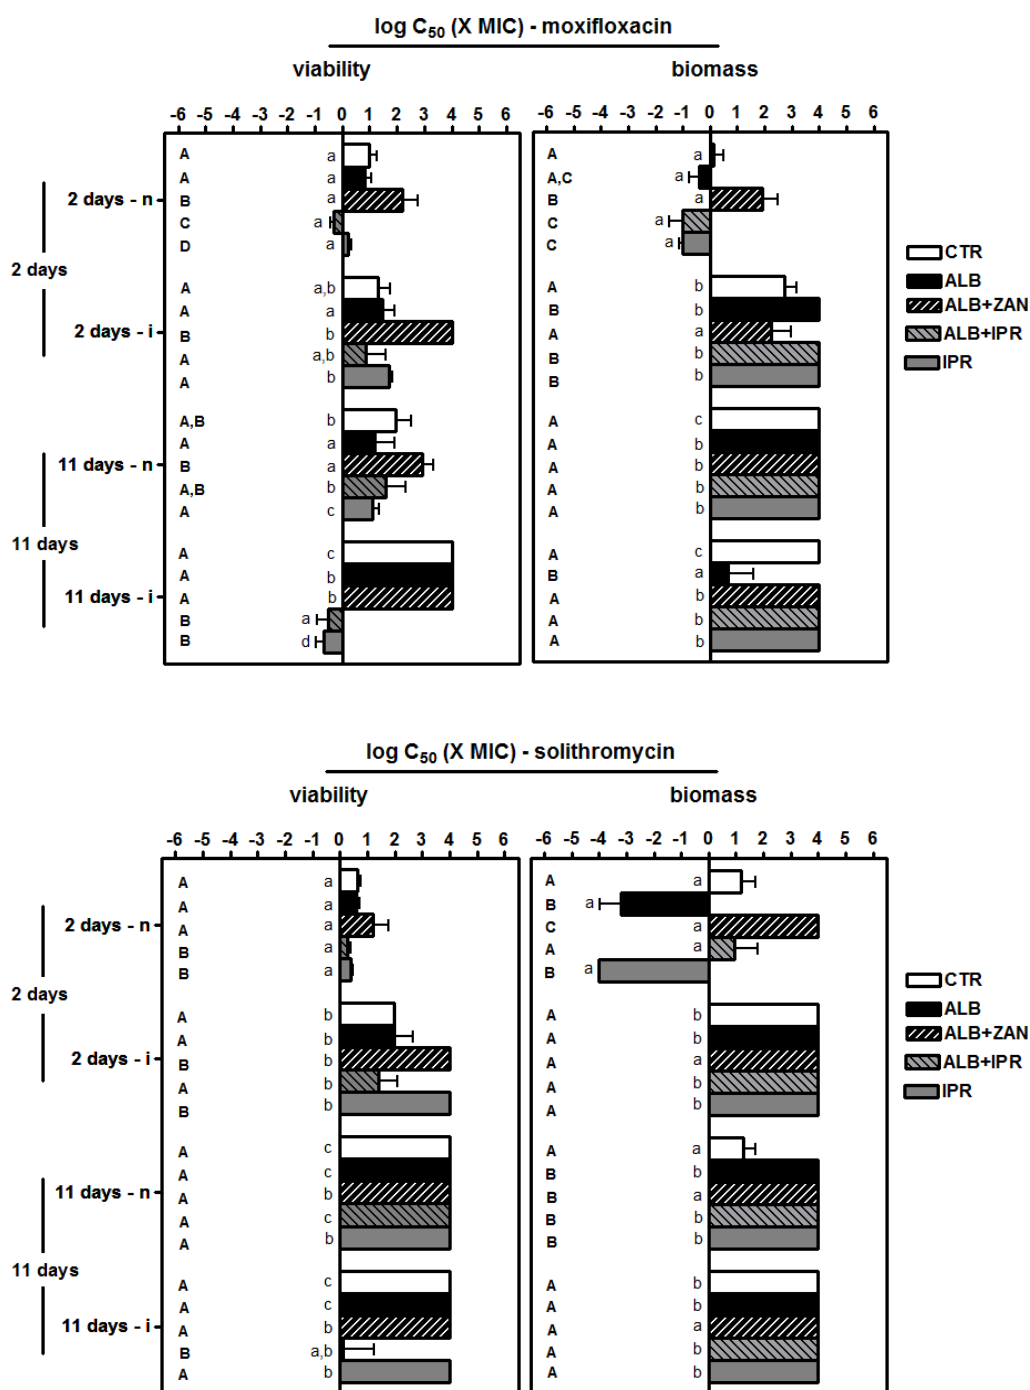 log C50 (X MIC) - moxifloxacin
viability biomass
-6 -5 -4 -3 -2 -1 0 1 2 3 4 5 6 -6 -5 -4 -3 -2 -1 0 1 2 3 4 5 6
A a A a
A a A,C a
2 days - n B a B a
C a C a
D a C a
2 days
A a,b A b
A a B b
2 days - i B b A a
A a,b B b
A b B b
CTR
ALB
ALB+ZAN
ALB+IPR
IPR
A,B b A c
A a A b
11 days - n B a A b
A,B b A b
A c A b
11 days
A c A c
A b B a
11 days - i A b A b
B a A b
B d A b
log C50 (X MIC) - solithromycin
viability biomass
-6 -5 -4 -3 -2 -1 0 1 2 3 4 5 6 -6 -5 -4 -3 -2 -1 0 1 2 3 4 5 6
A a A a
A a B a
2 days - n A a C a
B a A a
B a B a
2 days
A b A b
A b A b
2 days - i B b A a
A b A b
B b A b
CTR
ALB
ALB+ZAN
ALB+IPR
IPR
A c A a
A c B b
11 days - n A b B a
A c B b
A b B b
11 days
A c A b
A c A b
11 days - i A b A a
B a,b A b
A b A b